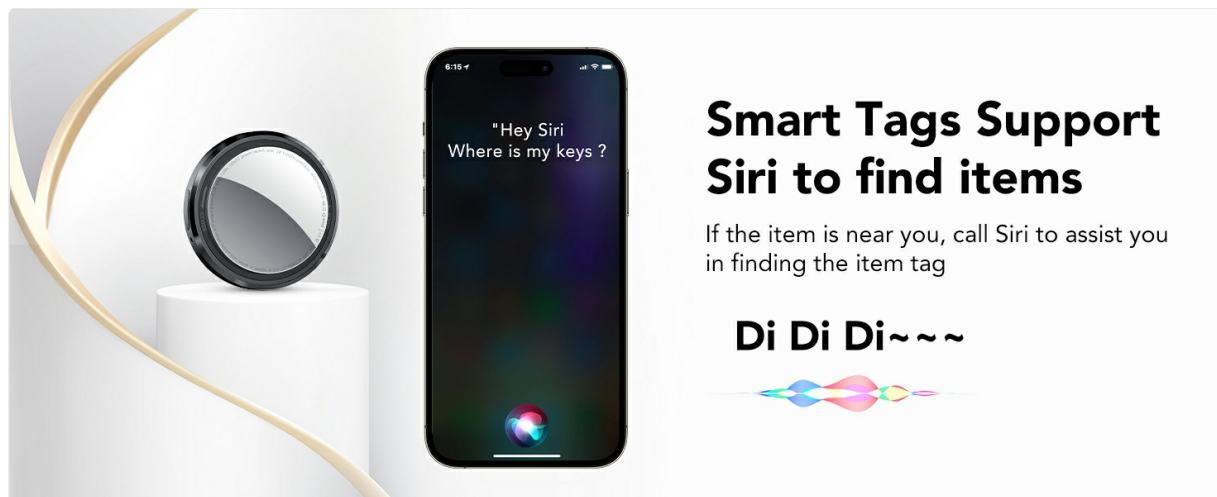 6:15
"Hey Siri
Where is my keys ?
Smart Tags Support
Siri to find items
If the item is near you, call Siri to assist you
in finding the item tag
Di Di Di~~~